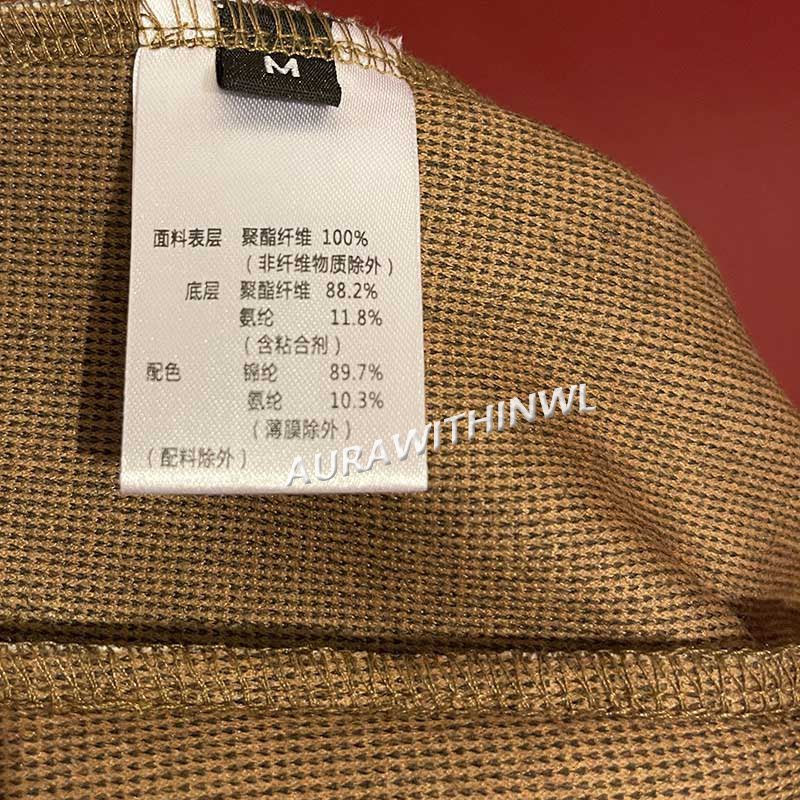 M
面料表层 聚酯纤维 100%
（非纤维物质除外）
底层 聚酯纤维 88.2%
氨纶 11.8%
（含粘合剂）
配色 锦纶 89.7%
氨纶 10.3%
（薄膜除外）
（配料除外）
AURAWITHINWL